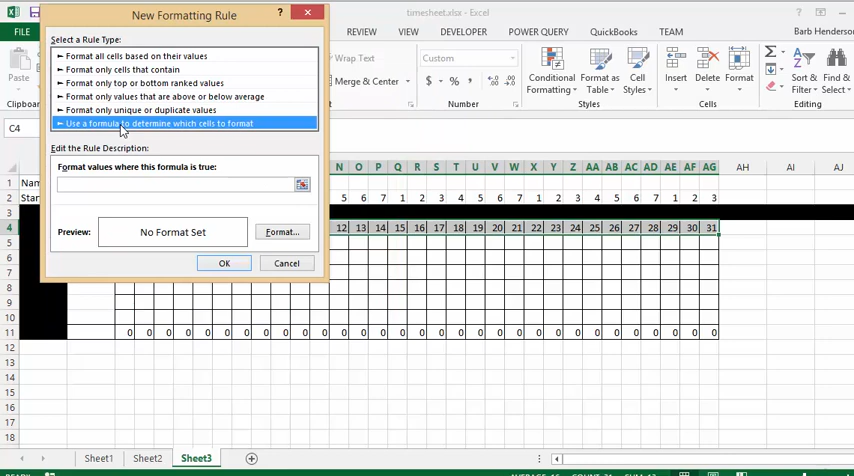 New Formatting Rule
?
timesheet.xlsx - Excel
?
FILE
REVIEW
VIEW
DEVELOPER
POWER QUERY
QuickBooks
TEAM
Barb Henderson
Select a Rule Type:
► Format all cells based on their values
► Format only cells that contain
► Format only top or bottom ranked values
► Format only values that are above or below average
► Format only unique or duplicate values
► Use a formula to determine which cells to format
Edit the Rule Description:
Format values where this formula is true:
Preview:
No Format Set
Format...
OK
Cancel
Paste
Clipboard
Merge & Center
Custom
$ % ,
Number
Conditional
Formatting
Format as
Table
Cell
Styles
Styles
Insert
Delete
Format
Cells
Sort &
Filter
Find &
Select
Editing
C4
N O P Q R S T U V W X Y Z AA AB AC AD AE AF AG AH AI AJ
1 Nam
2 Star 5 6 7 1 2 3 4 5 6 7 1 2 3 4 5 6 7 1 2 3
3
4 12 13 14 15 16 17 18 19 20 21 22 23 24 25 26 27 28 29 30 31
5
6
7
8
9
10
11 0 0 0 0 0 0 0 0 0 0 0 0 0 0 0 0 0 0 0 0 0 0 0 0 0 0 0 0 0 0 0
12
13
14
15
16
17
18
Sheet1
Sheet2
Sheet3